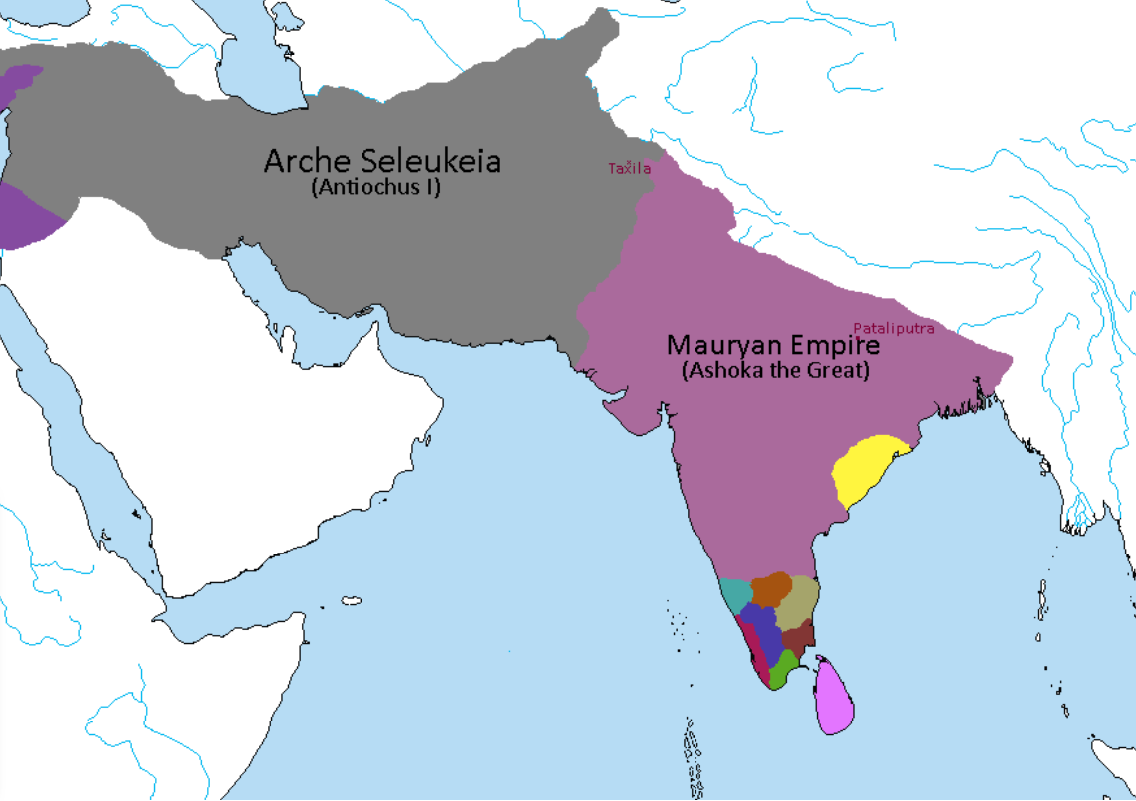 Arche Seleukeia
(Antiochus I)
Taxila
Pataliputra
Mauryan Empire
(Ashoka the Great)